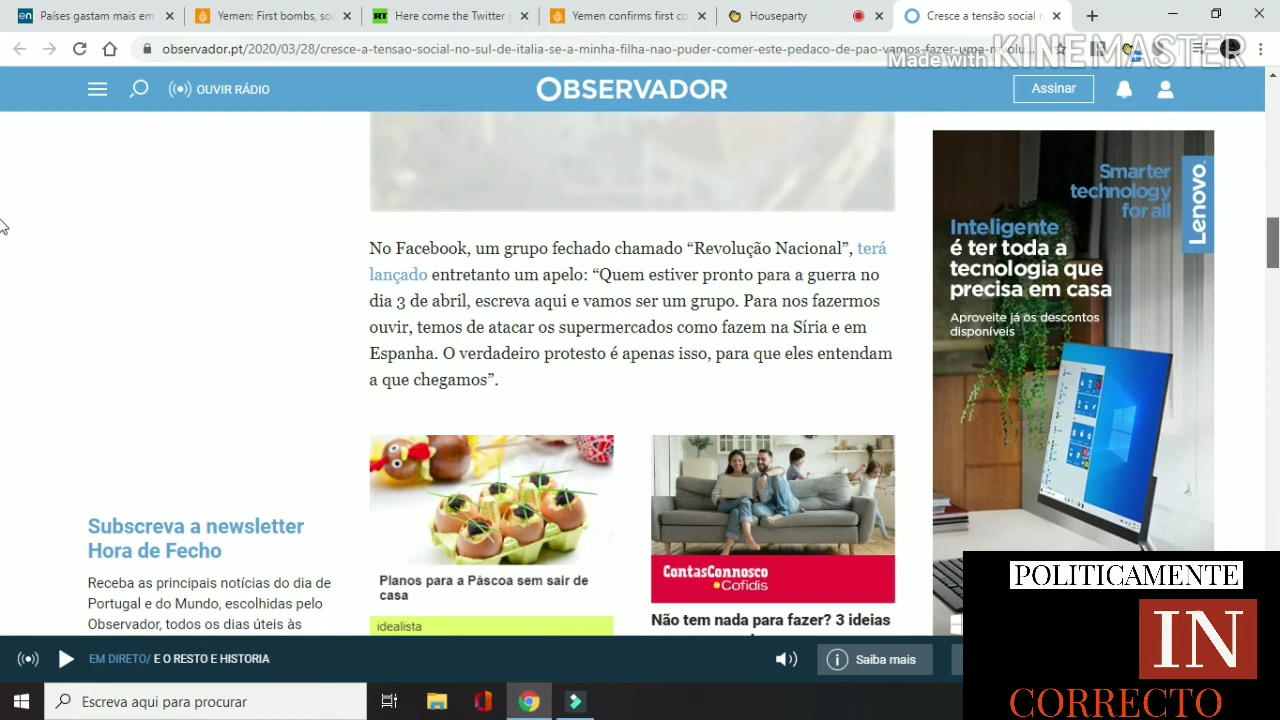 Países gastam mais em
Yemen: First bombs, so
Here come the Twitter
Yemen confirms first co
Houseparty
Cresce a tensão social n
observador.pt/2020/03/28/cresce-a-tensao-social-no-sul-de-italia-se-a-minha-filha-nao-puder-comer-este-pedaco-de-pao-vamos-fazer-uma-revolu...
Made with KINEMASTER
OUVIR RÁDIO
OBSERVADOR
Assinar
No Facebook, um grupo fechado chamado “Revolução Nacional”, terá
lançado entretanto um apelo: “Quem estiver pronto para a guerra no
dia 3 de abril, escreva aqui e vamos ser um grupo. Para nos fazermos
ouvir, temos de atacar os supermercados como fazem na Síria e em
Espanha. O verdadeiro protesto é apenas isso, para que eles entendam
a que chegamos”.
Smarter
technology
for all
Lenovo
Inteligente
é ter toda a
tecnologia que
precisa em casa
Aproveite já os descontos
disponíveis
Subscreva a newsletter
Hora de Fecho
Receba as principais notícias do dia de
Portugal e do Mundo, escolhidas pelo
Observador, todos os dias úteis às
Planos para a Páscoa sem sair de
casa
idealista
ContasConnosco
Cofidis
Não tem nada para fazer? 3 ideias
EM DIRETO/ E O RESTO E HISTORIA
Saiba mais
Escreva aqui para procurar
POLITICAMENTE
IN
CORRECTO